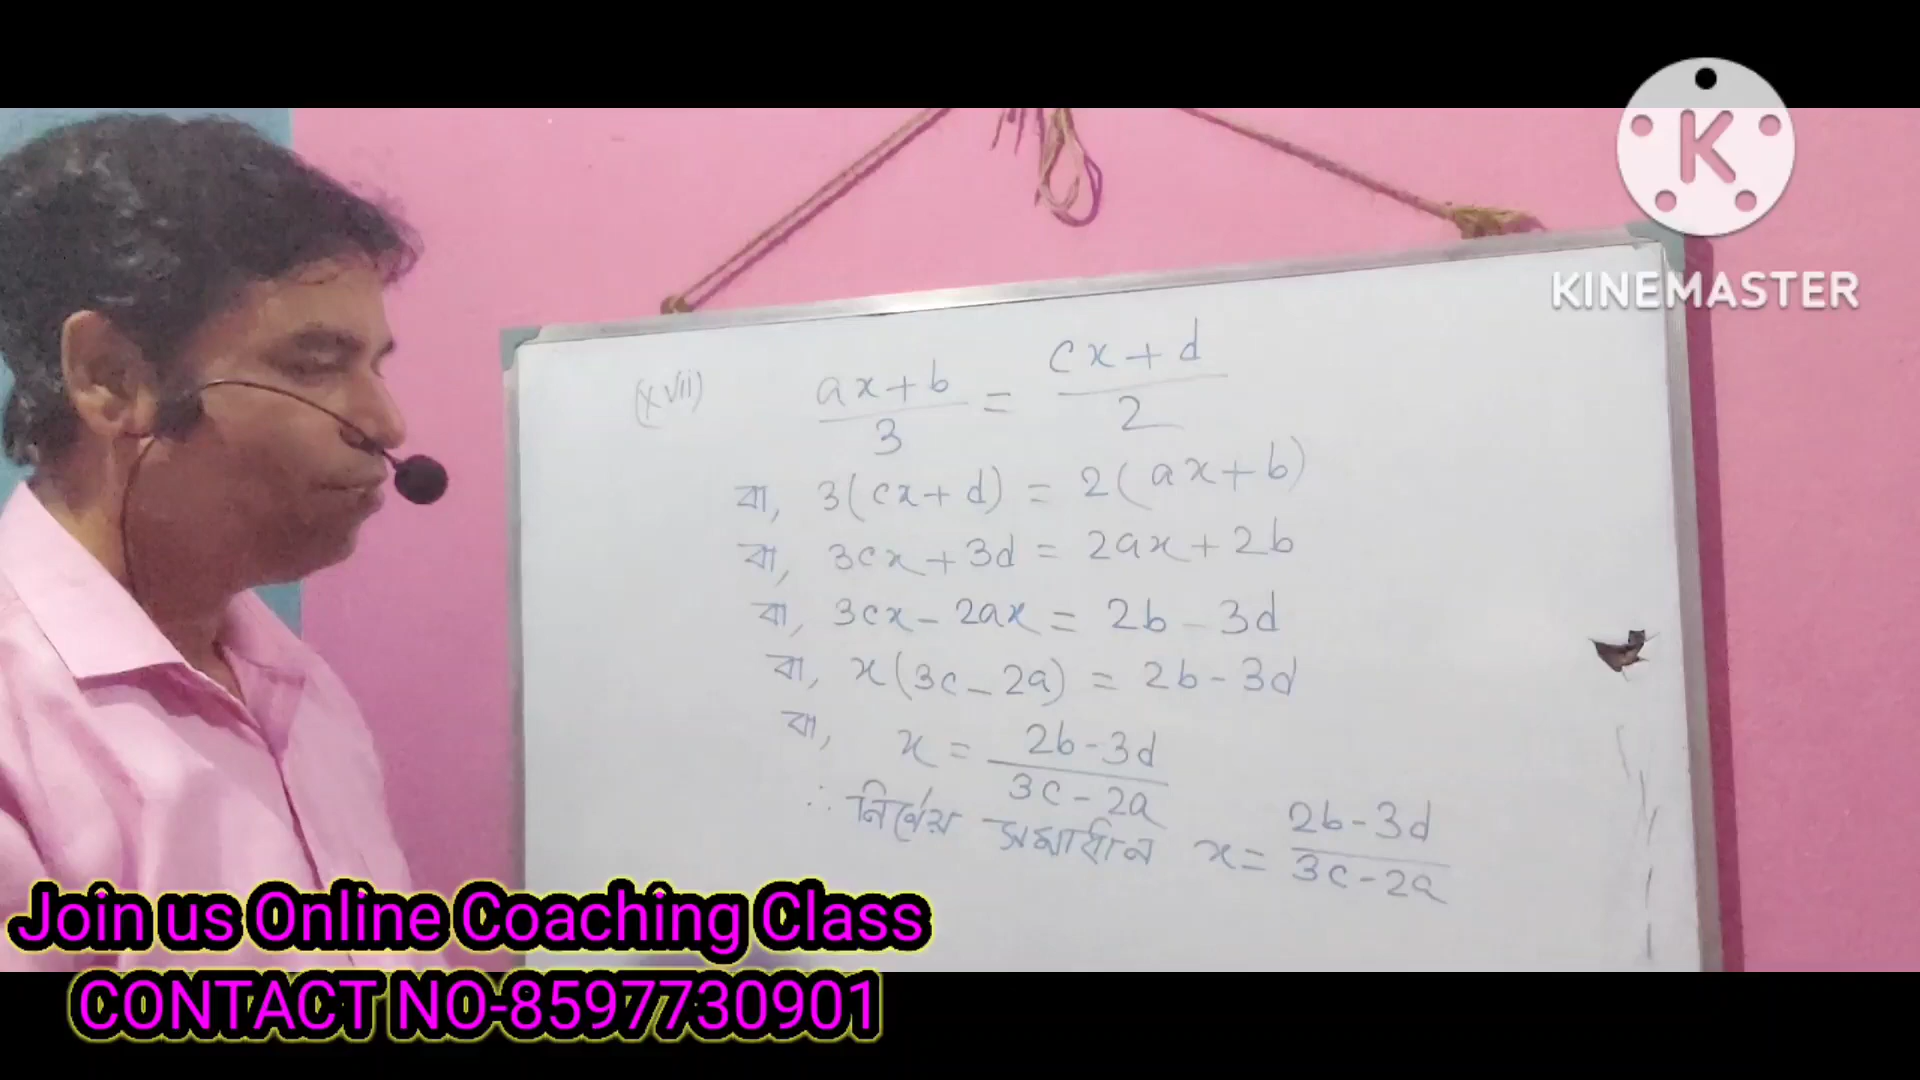 K
KINEMASTER
(xvii) (ax+b)/3 = (cx+d)/2
বা, 3(cx+d) = 2(ax+b)
বা, 3cx+3d = 2ax+2b
বা, 3cx-2ax = 2b-3d
বা, x(3c-2a) = 2b-3d
বা, x = (2b-3d)/(3c-2a)
∴ নির্ণেয় সমাধান x = (2b-3d)/(3c-2a)
Join us Online Coaching Class
CONTACT NO-8597730901